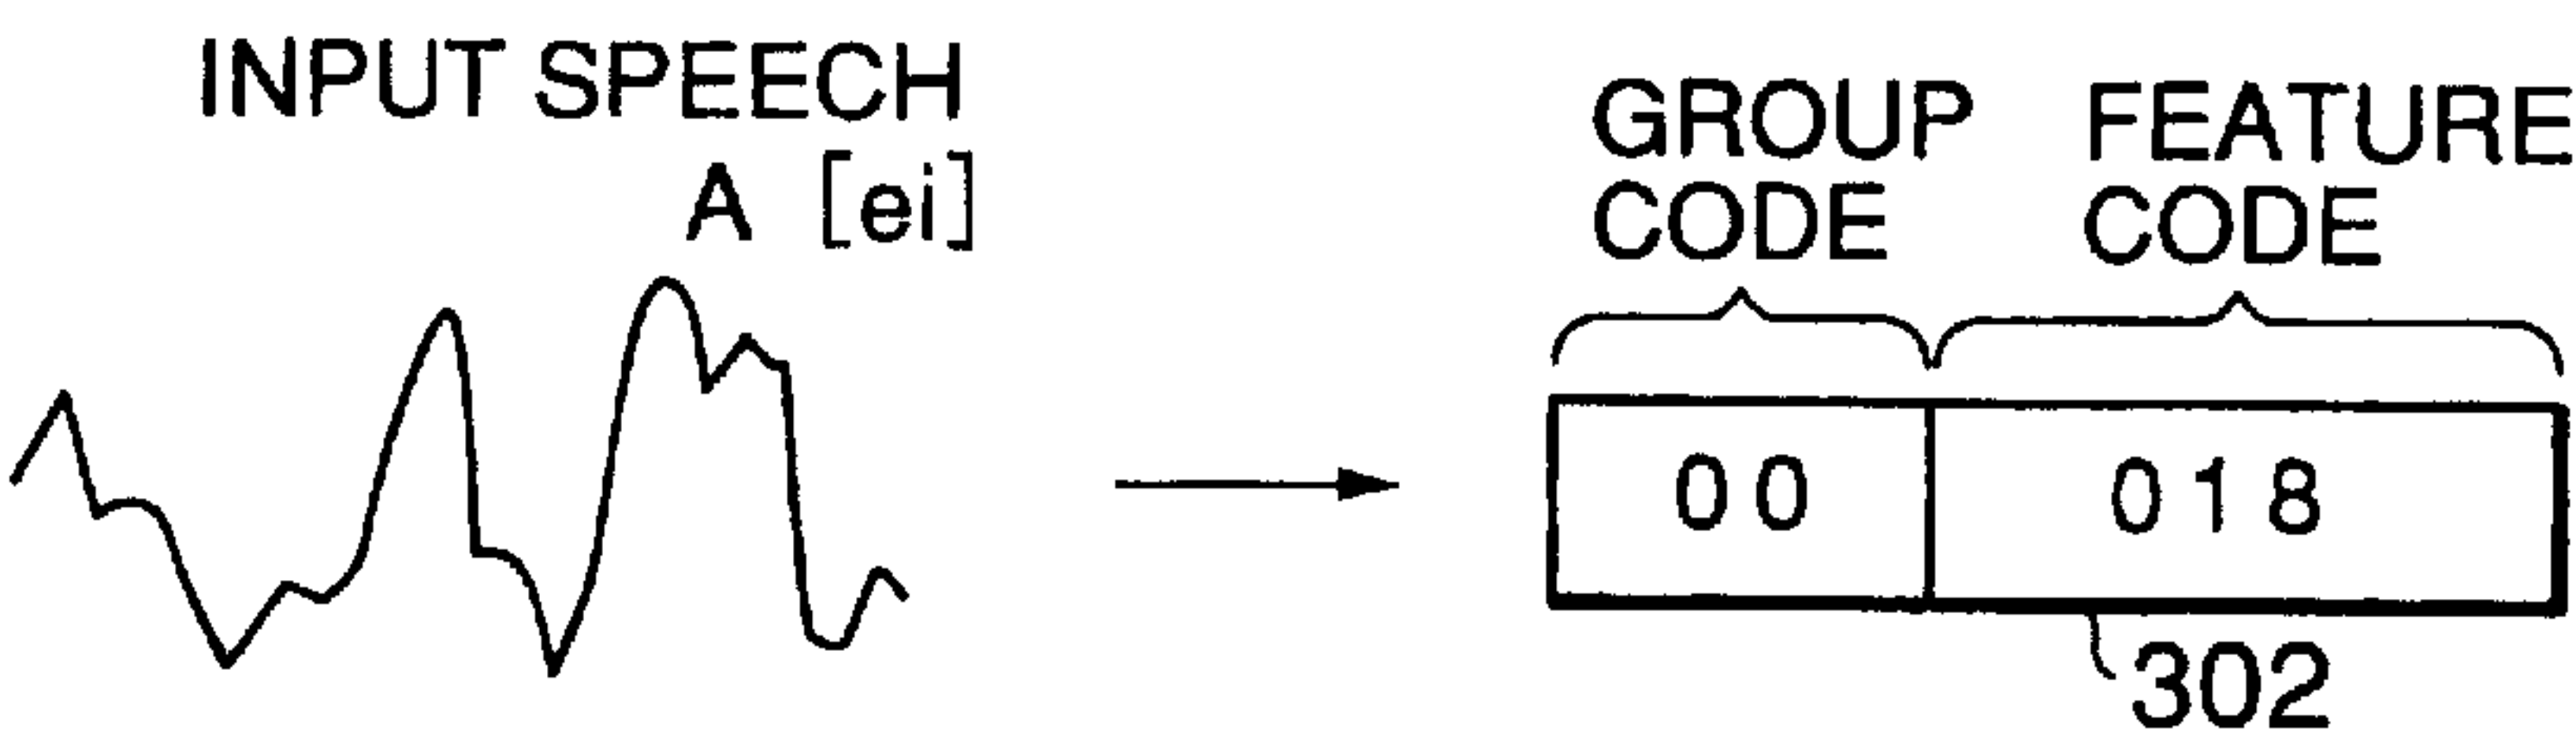 INPUT SPEECH
A [ei]
GROUP CODE
FEATURE CODE
00 018
302